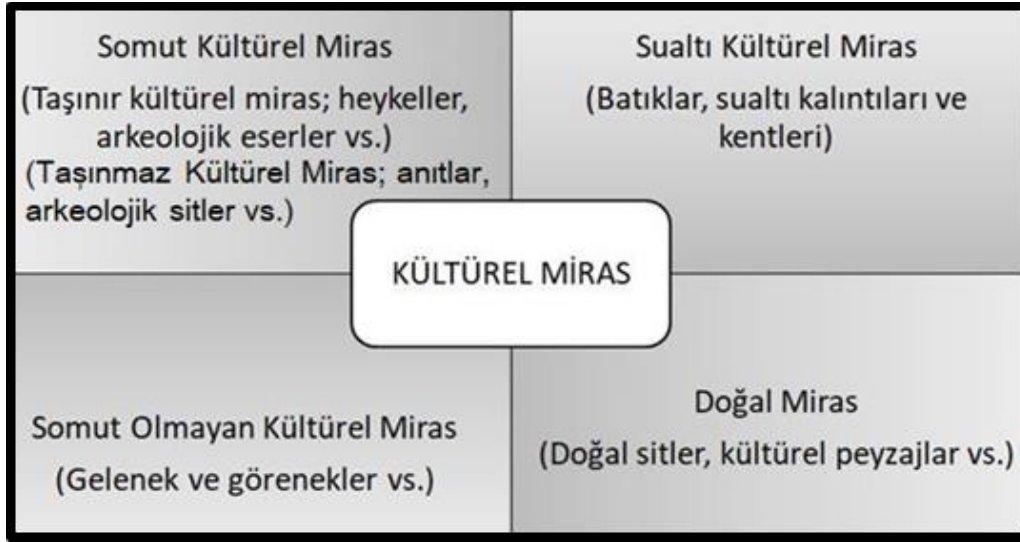 Somut Kültürel Miras
(Taşınır kültürel miras; heykeller,
arkeolojik eserler vs.)
(Taşınmaz Kültürel Miras; anıtlar,
arkeolojik sitler vs.)
Sualtı Kültürel Miras
(Batıklar, sualtı kalıntıları ve
kentleri)
KÜLTÜREL MİRAS
Somut Olmayan Kültürel Miras
(Gelenek ve görenekler vs.)
Doğal Miras
(Doğal sitler, kültürel peyzajlar vs.)